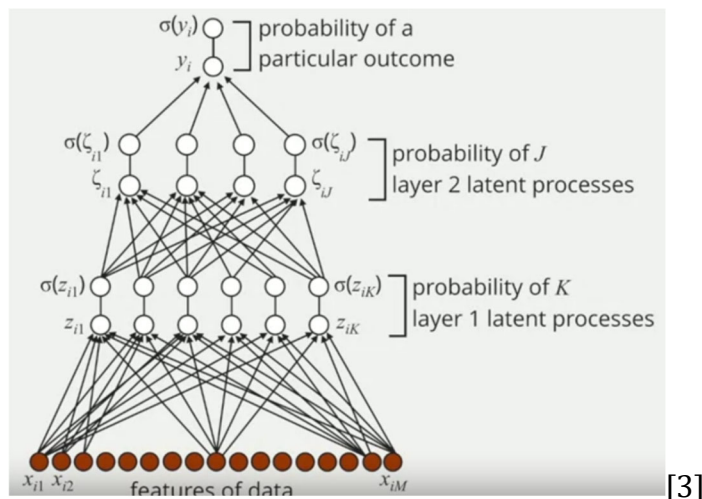 σ(yᵢ) probability of a
yᵢ particular outcome
σ(ζᵢ₁) σ(ζᵢJ) probability of J
ζᵢ₁ ζᵢJ layer 2 latent processes
σ(zᵢ₁) σ(zᵢK) probability of K
zᵢ₁ zᵢK layer 1 latent processes
xᵢ₁ xᵢ₂ xᵢM
features of data
[3]